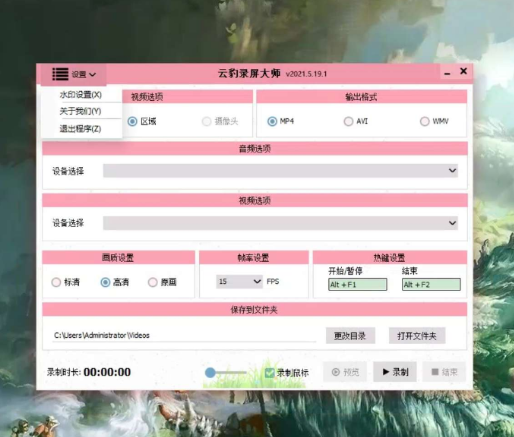 设置 云豹录屏大师 v2021.5.19.1
水印设置(X)
关于我们(Y)
退出程序(Z)
视频选项 输出格式
区域 摄像头 MP4 AVI WMV
音频选项
设备选择
视频选项
设备选择
画质设置 帧率设置 热键设置
标清 高清 原画 15 FPS
开始/暂停 结束
Alt +F1 Alt +F2
保存到文件夹
C:\Users\Administrator\Videos 更改目录 打开文件夹
录制时长: 00:00:00 录制鼠标 预览 录制 结束